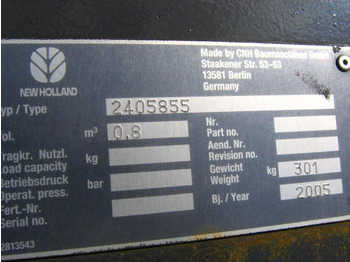 NEW HOLLAND
Made by CNH Baumaschinen GmbH
Staakener Str. 53-63
13581 Berlin
Germany
yp / Type 2405855
ol. m³ 0,8
Nr.
Part no.
Tragkr. Nutzl.
Load capacity kg
Aend. Nr.
Revision no.
Betriebsdruck
Operat. press. bar
Gewicht
Weight kg 301
Fert.-Nr.
Serial-No.
Bj. / Year 2005
2813543